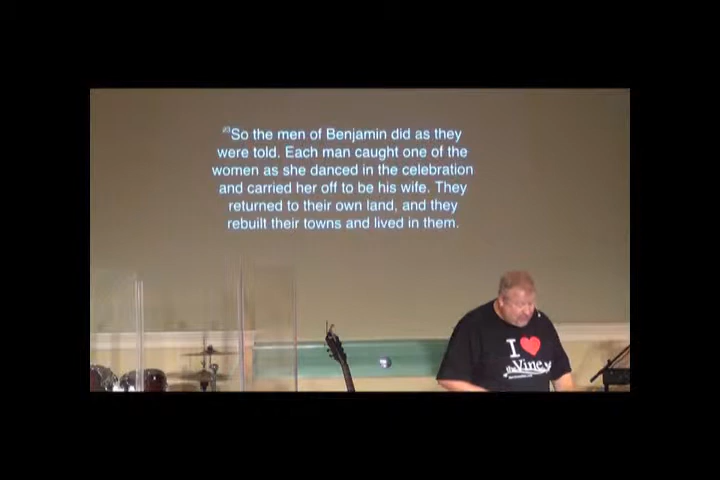 23So the men of Benjamin did as they
were told. Each man caught one of the
women as she danced in the celebration
and carried her off to be his wife. They
returned to their own land, and they
rebuilt their towns and lived in them.
I
the Vine